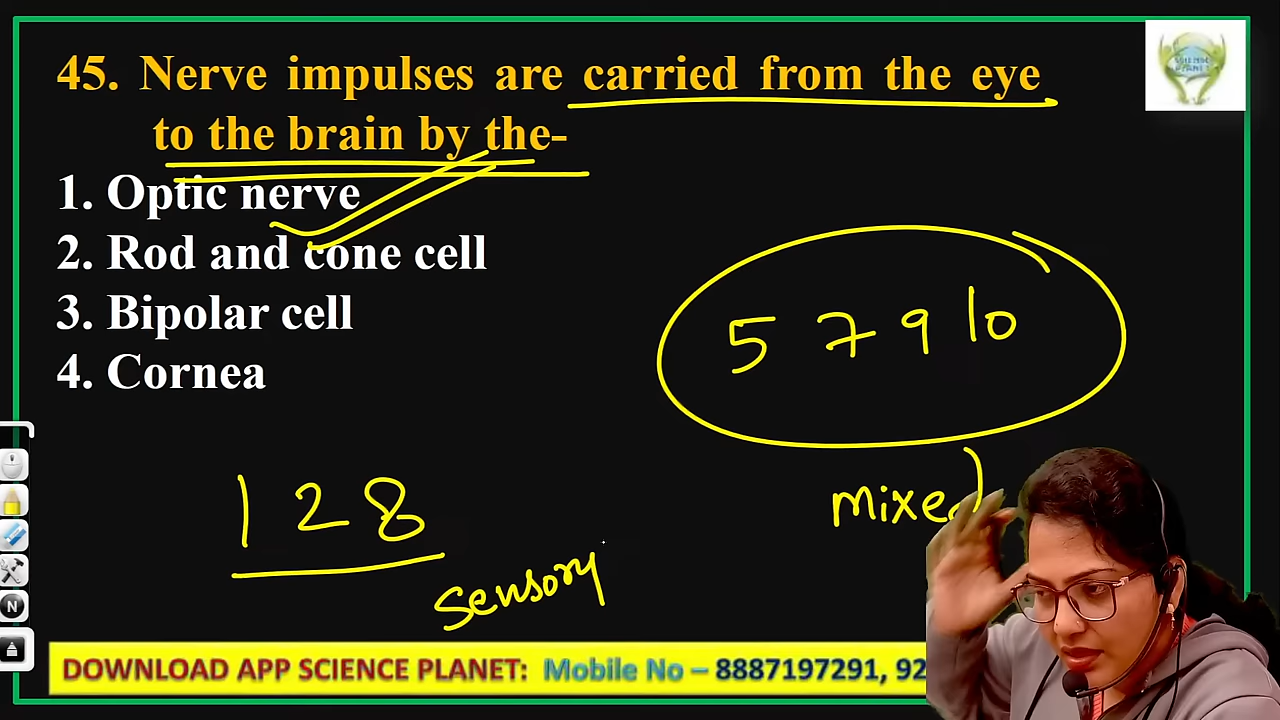 45. Nerve impulses are carried from the eye
to the brain by the-
1. Optic nerve
2. Rod and cone cell
3. Bipolar cell
4. Cornea
5 7 9 10
mixed
1 2 8
sensory
SCIENCE
PLANET
N
DOWNLOAD APP SCIENCE PLANET: Mobile No – 8887197291, 92